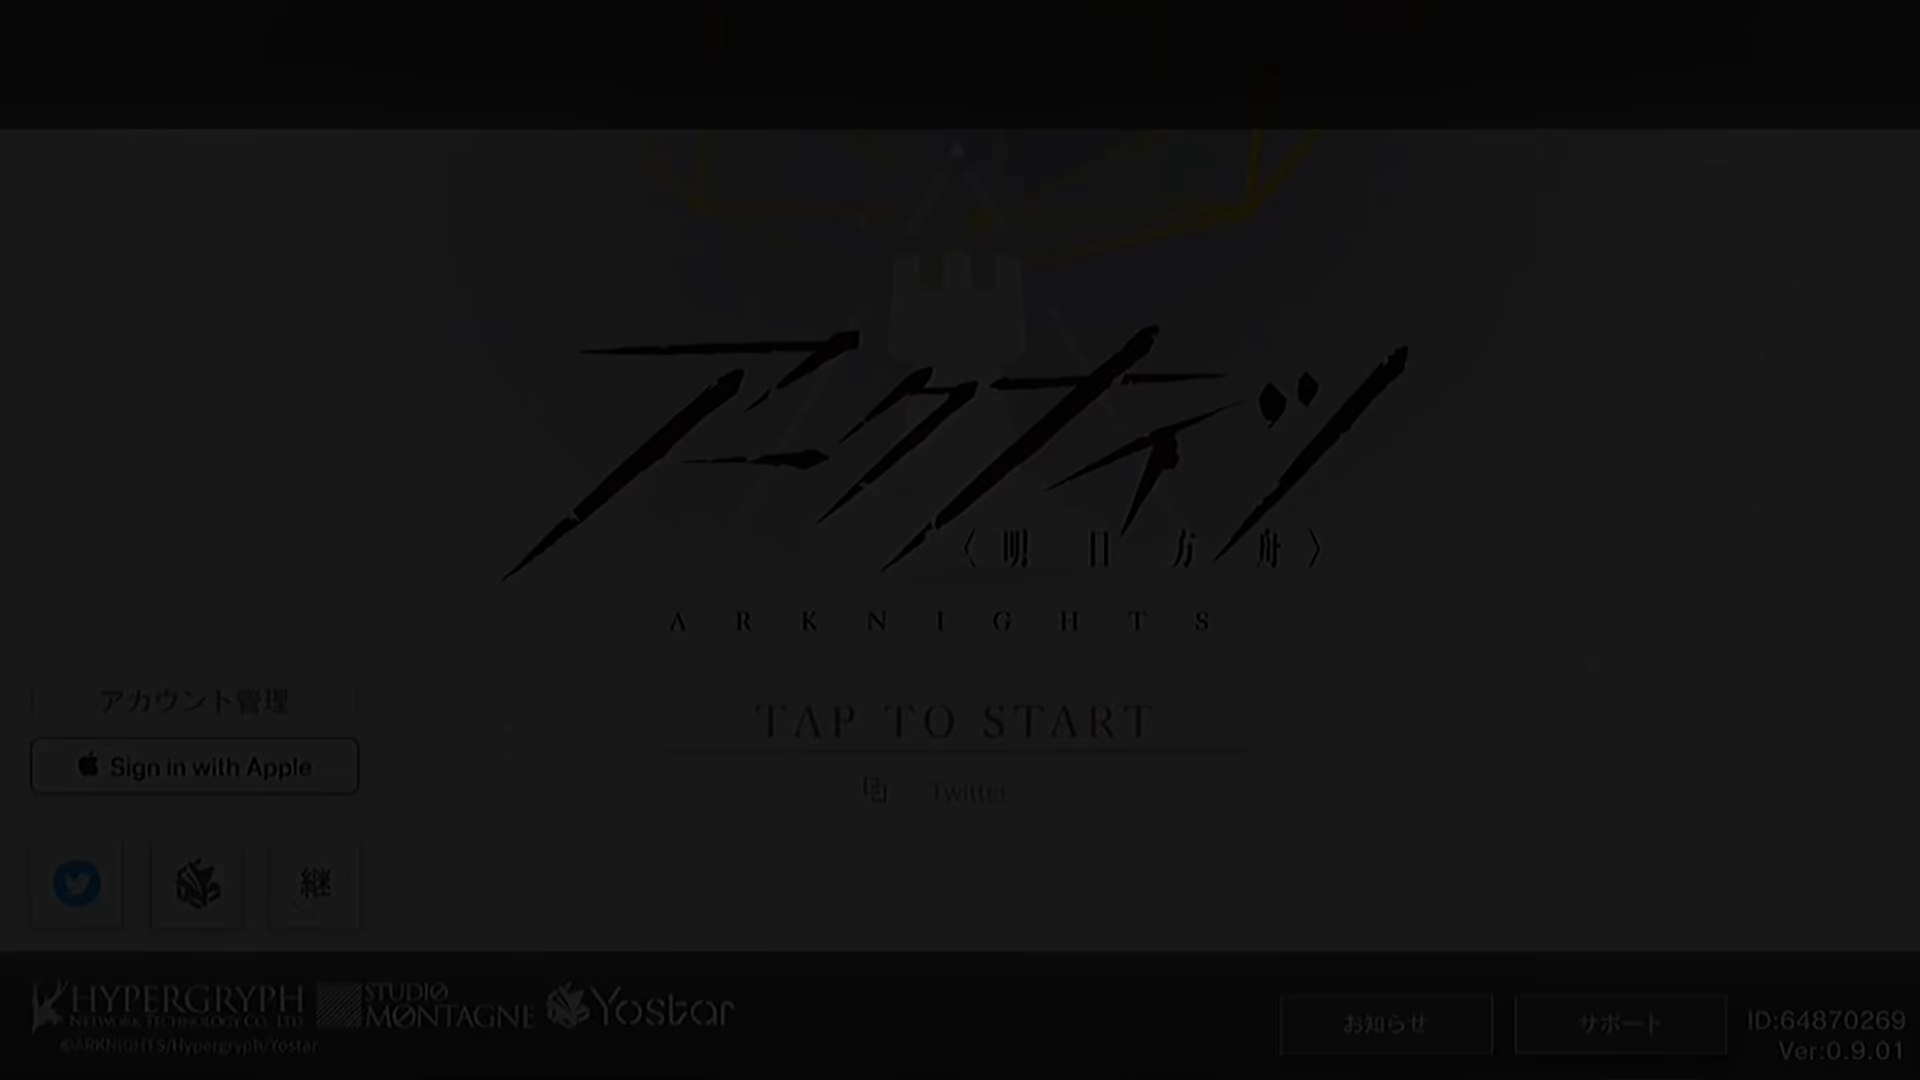 アークナイツ
〈明日方舟〉
ARKNIGHTS
アカウント管理
Sign in with Apple
TAP TO START
Twitter
継
HYPERGRYPH
NETWORK TECHNOLOGY CO., LTD
STUDIO
MONTAGNE
Yostar
©ARKNIGHTS/Hypergryph/Yostar
お知らせ
サポート
ID:64870269
Ver:0.9.01